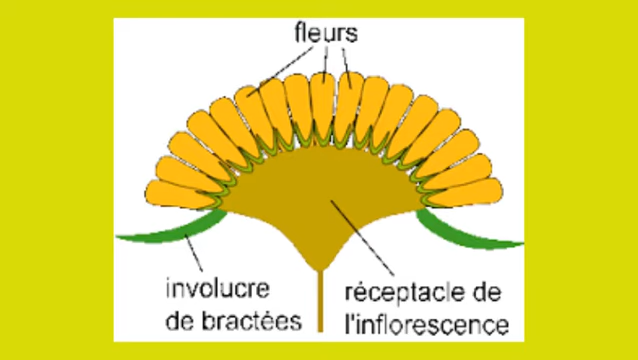 fleurs
involucre
de bractées
réceptacle de
l'inflorescence